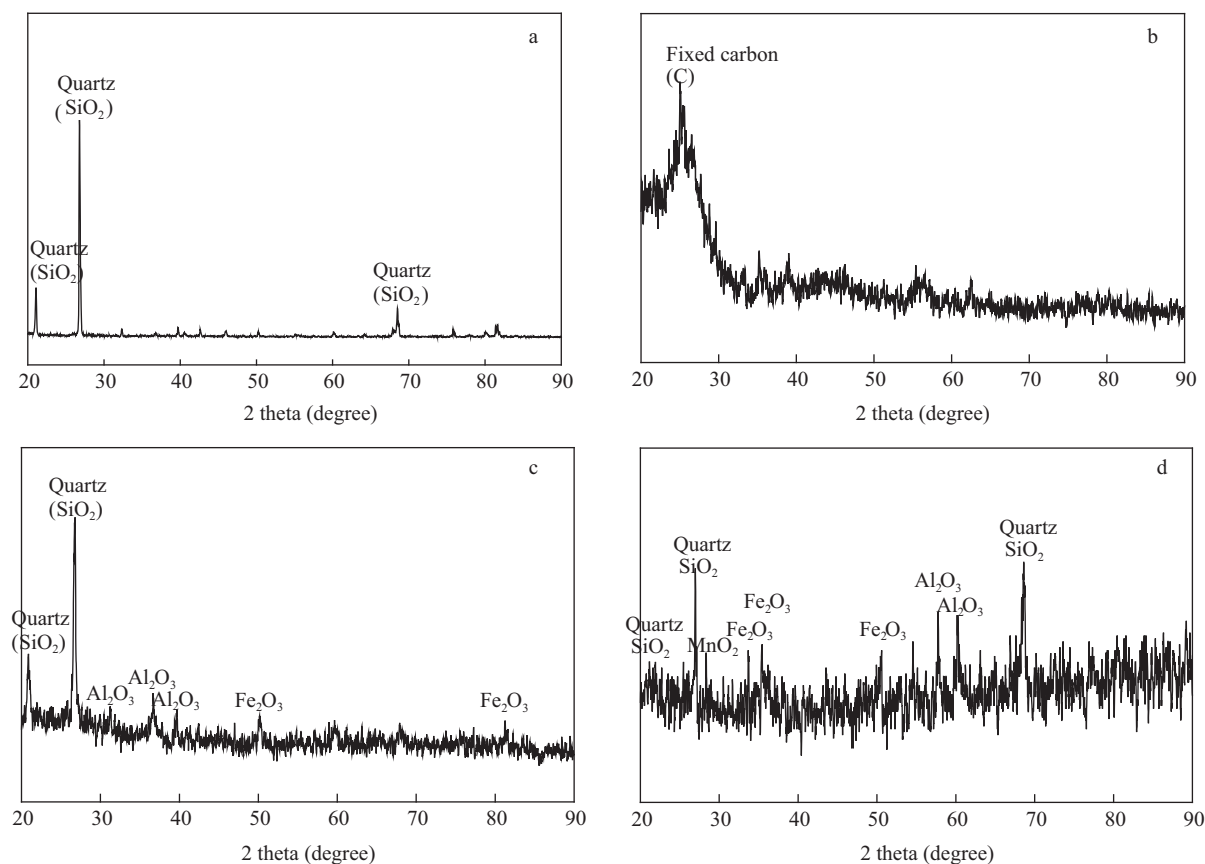 a
Quartz
(SiO₂)
Quartz
(SiO₂)
Quartz
(SiO₂)
20 30 40 50 60 70 80 90
2 theta (degree)
b
Fixed carbon
(C)
20 30 40 50 60 70 80 90
2 theta (degree)
c
Quartz
(SiO₂)
Quartz
(SiO₂)
Al₂O₃
Al₂O₃
Al₂O₃
Fe₂O₃
Fe₂O₃
20 30 40 50 60 70 80 90
2 theta (degree)
d
Quartz
SiO₂
Quartz
SiO₂
MnO₂
Fe₂O₃
Fe₂O₃
Fe₂O₃
Al₂O₃
Al₂O₃
Quartz
SiO₂
20 30 40 50 60 70 80 90
2 theta (degree)